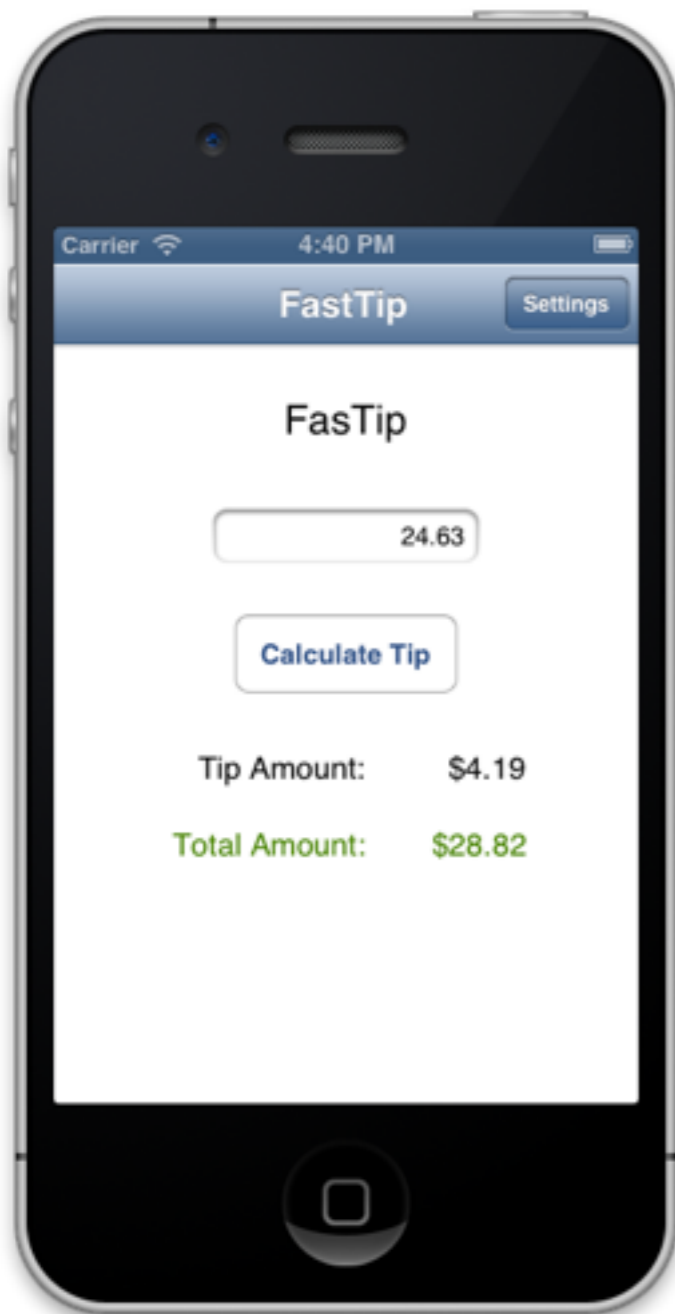 Carrier 4:40 PM
FastTip Settings
FasTip
24.63
Calculate Tip
Tip Amount: $4.19
Total Amount: $28.82